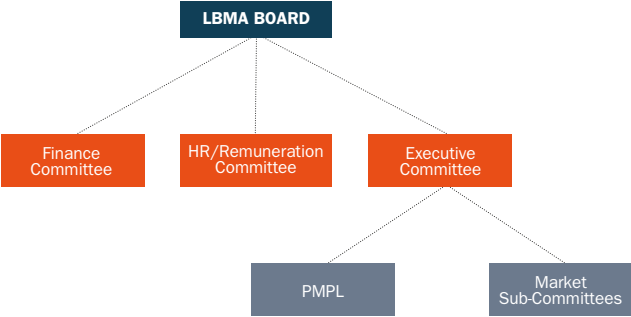 LBMA BOARD
Finance
Committee
HR/Remuneration
Committee
Executive
Committee
PMPL
Market
Sub-Committees